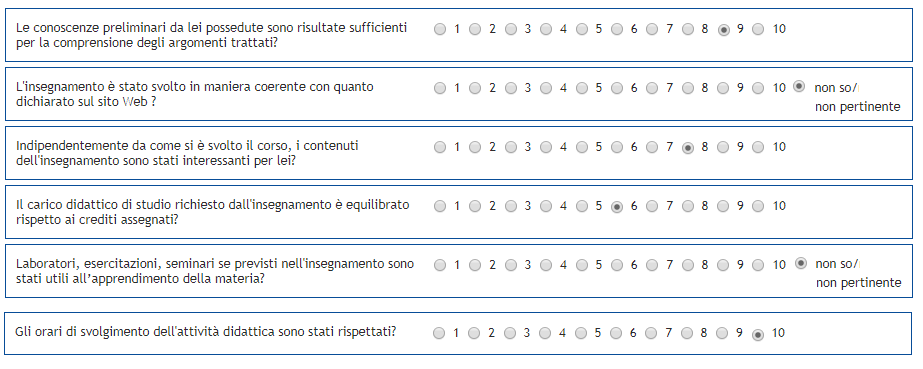 Le conoscenze preliminari da lei possedute sono risultate sufficienti
per la comprensione degli argomenti trattati?
1 2 3 4 5 6 7 8 9 10
L'insegnamento è stato svolto in maniera coerente con quanto
dichiarato sul sito Web ?
1 2 3 4 5 6 7 8 9 10 non so/
non pertinente
Indipendentemente da come si è svolto il corso, i contenuti
dell'insegnamento sono stati interessanti per lei?
1 2 3 4 5 6 7 8 9 10
Il carico didattico di studio richiesto dall'insegnamento è equilibrato
rispetto ai crediti assegnati?
1 2 3 4 5 6 7 8 9 10
Laboratori, esercitazioni, seminari se previsti nell'insegnamento sono
stati utili all’apprendimento della materia?
1 2 3 4 5 6 7 8 9 10 non so/
non pertinente
Gli orari di svolgimento dell'attività didattica sono stati rispettati?
1 2 3 4 5 6 7 8 9 10